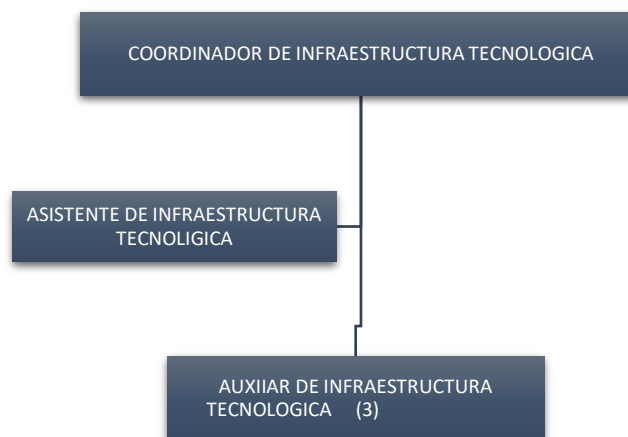 COORDINADOR DE INFRAESTRUCTURA TECNOLOGICA
ASISTENTE DE INFRAESTRUCTURA
TECNOLIGICA
AUXIIAR DE INFRAESTRUCTURA
TECNOLOGICA (3)